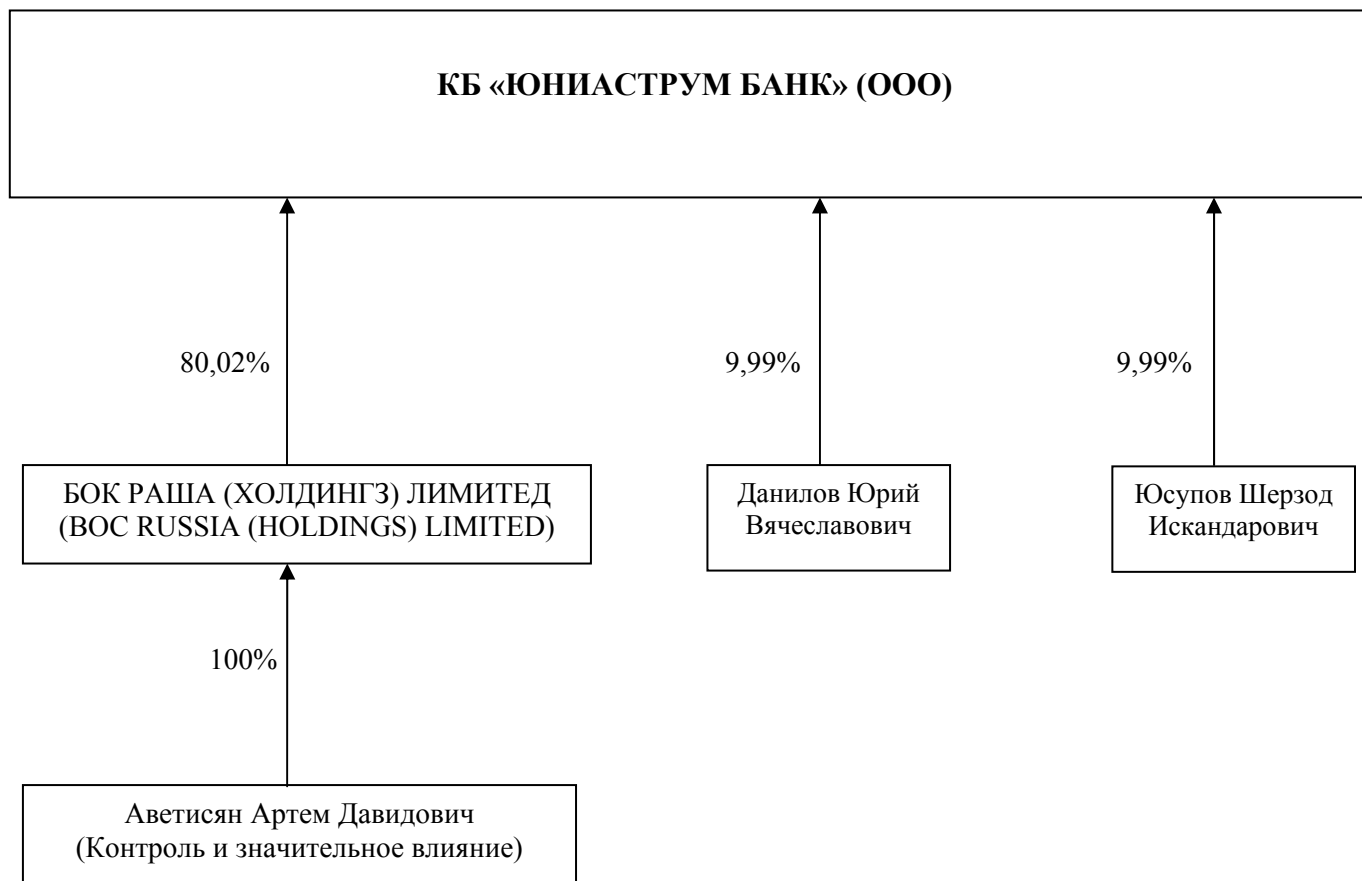 КБ «ЮНИАСТРУМ БАНК» (ООО)
80,02%
9,99%
9,99%
БОК РАША (ХОЛДИНГЗ) ЛИМИТЕД
(BOC RUSSIA (HOLDINGS) LIMITED)
Данилов Юрий
Вячеславович
Юсупов Шерзод
Искандарович
100%
Аветисян Артем Давидович
(Контроль и значительное влияние)